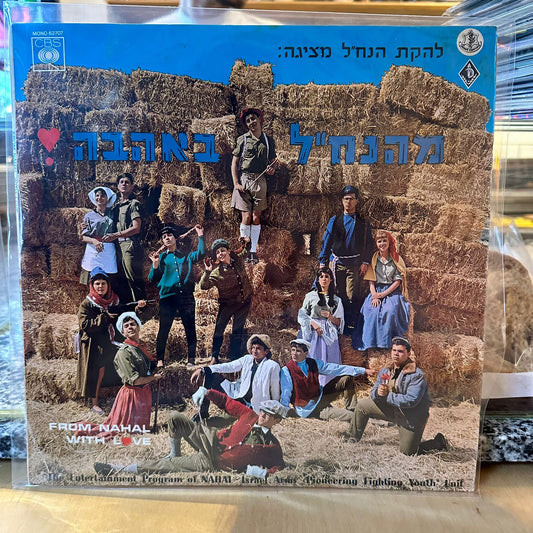 MONO 62707
CBS
להקת הנח"ל מציגה:
מהנח"ל באהבה!
FROM NAHAL
WITH LOVE
The Entertainment Program of NAHAL - Israel Army 'Pioneering Fighting Youth' Unit